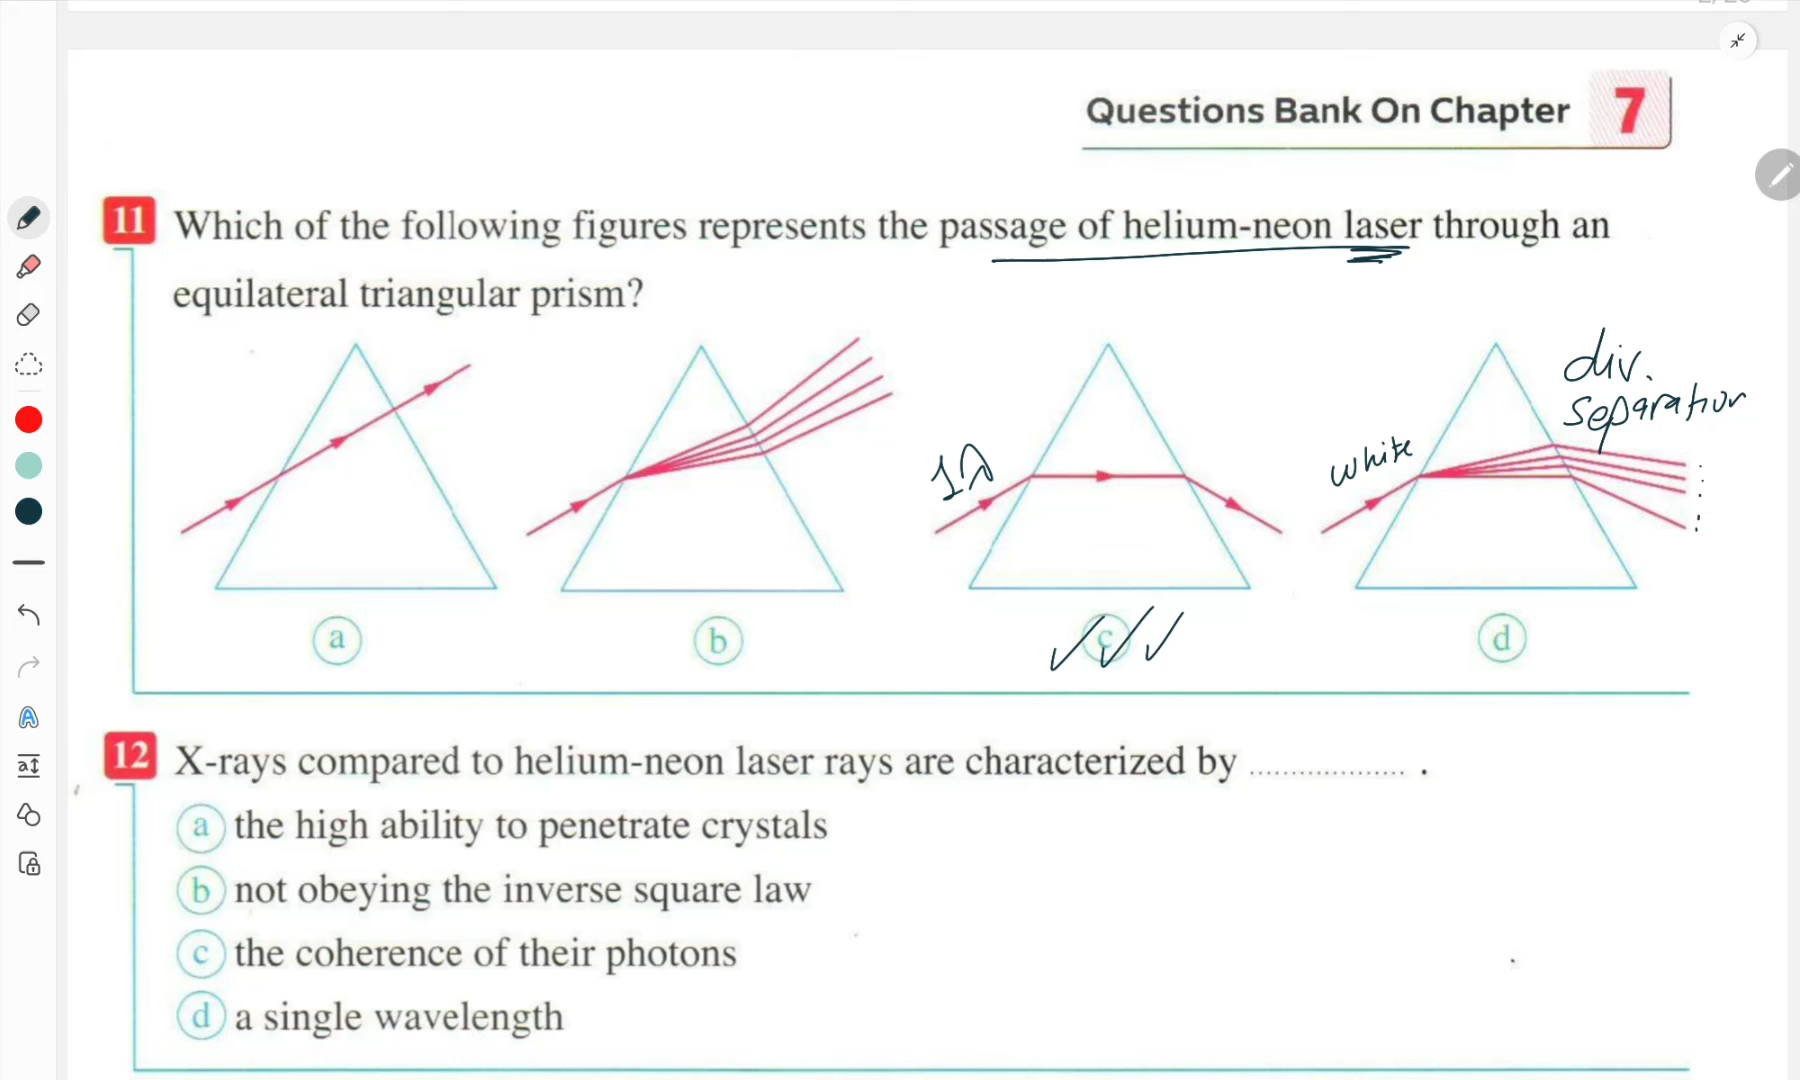 Questions Bank On Chapter 7
11 Which of the following figures represents the passage of helium-neon laser through an
equilateral triangular prism?
div.
separation
1λ
white
a
b
c
d
12 X-rays compared to helium-neon laser rays are characterized by .................... .
a the high ability to penetrate crystals
b not obeying the inverse square law
c the coherence of their photons
d a single wavelength